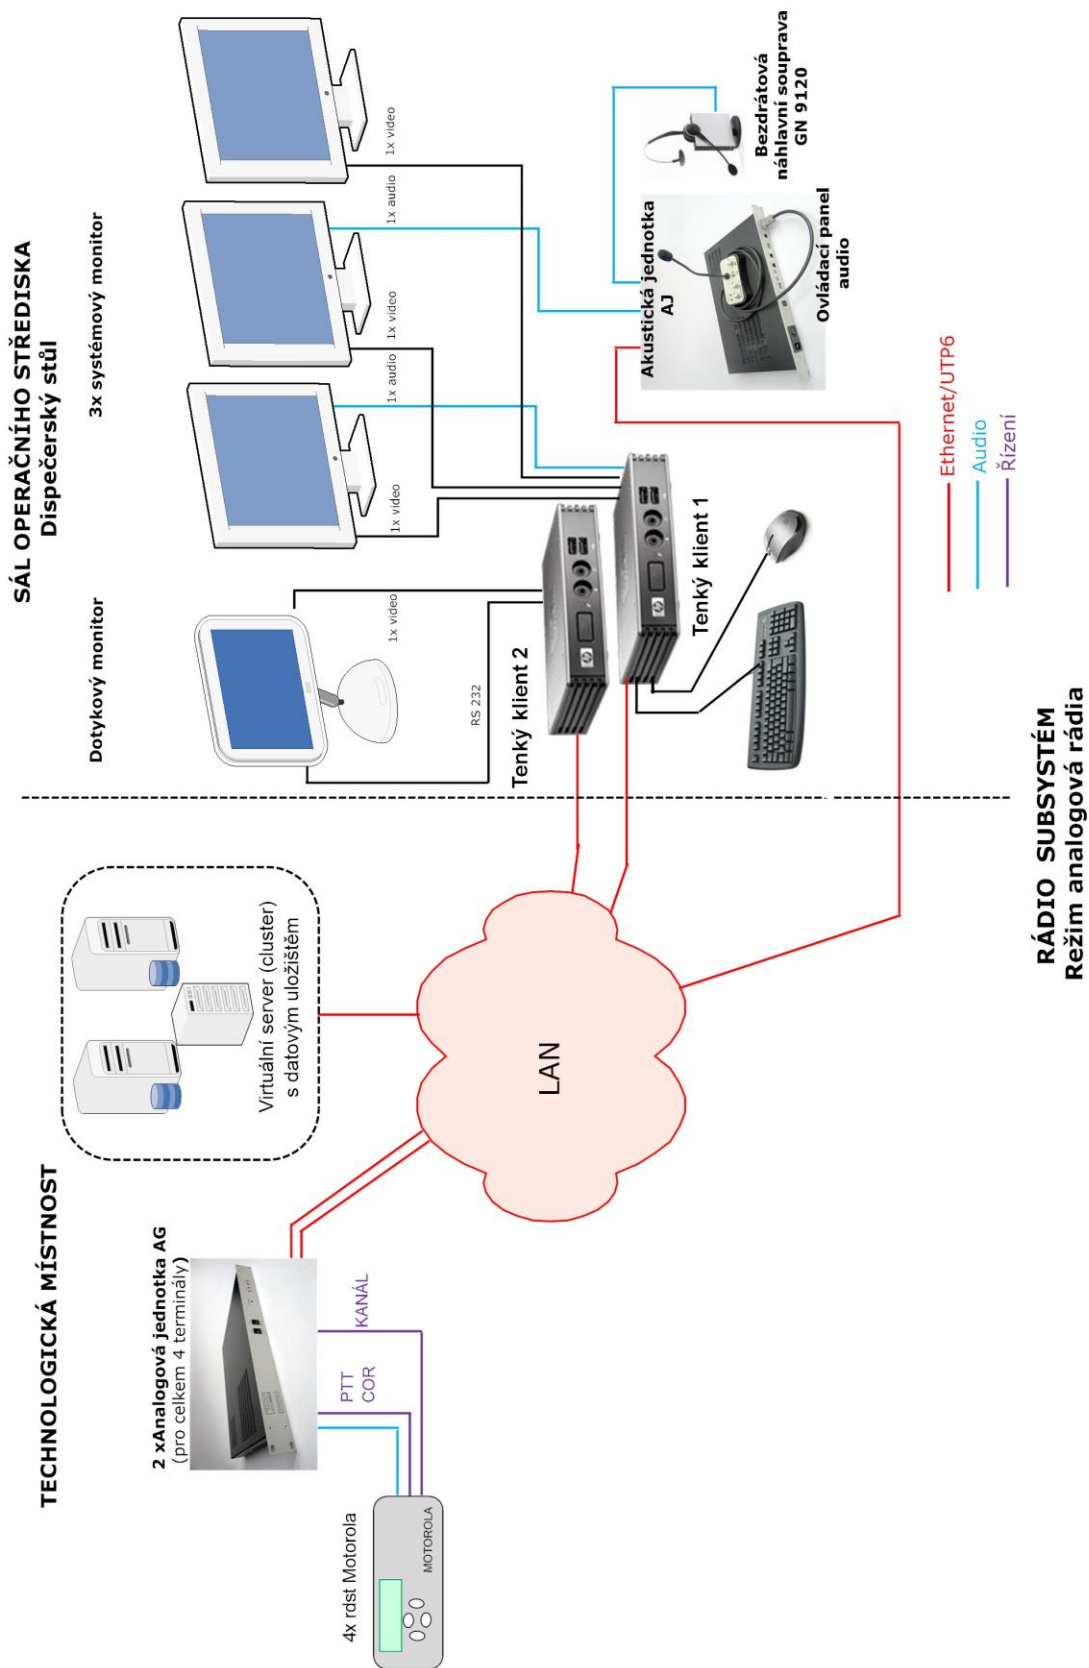 SÁL OPERAČNÍHO STŘEDISKA
Dispečerský stůl
3x systémový monitor
Dotykový monitor
1x video
1x audio
1x video
1x audio
1x video
1x video
RS 232
Tenký klient 2
Tenký klient 1
Akustická jednotka
AJ
Ovládací panel
audio
Bezdrátová
náhlavní souprava
GN 9120
Ethernet/UTP6
Audio
Řízení
TECHNOLOGICKÁ MÍSTNOST
Virtuální server (cluster)
s datovým uložištěm
2 xAnalogová jednotka AG
(pro celkem 4 terminály)
LAN
KANÁL
PTT
COR
4x rdst Motorola
MOTOROLA
RÁDIO SUBSYSTÉM
Režim analogová rádia
hp
hp